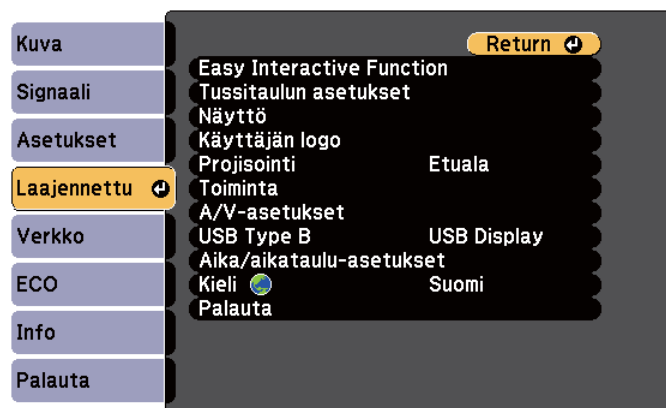 Kuva
Signaali
Asetukset
Laajennettu
Verkko
ECO
Info
Palauta
Return
Easy Interactive Function
Tussitaulun asetukset
Näyttö
Käyttäjän logo
Projisointi Etuala
Toiminta
A/V-asetukset
USB Type B USB Display
Aika/aikataulu-asetukset
Kieli Suomi
Palauta